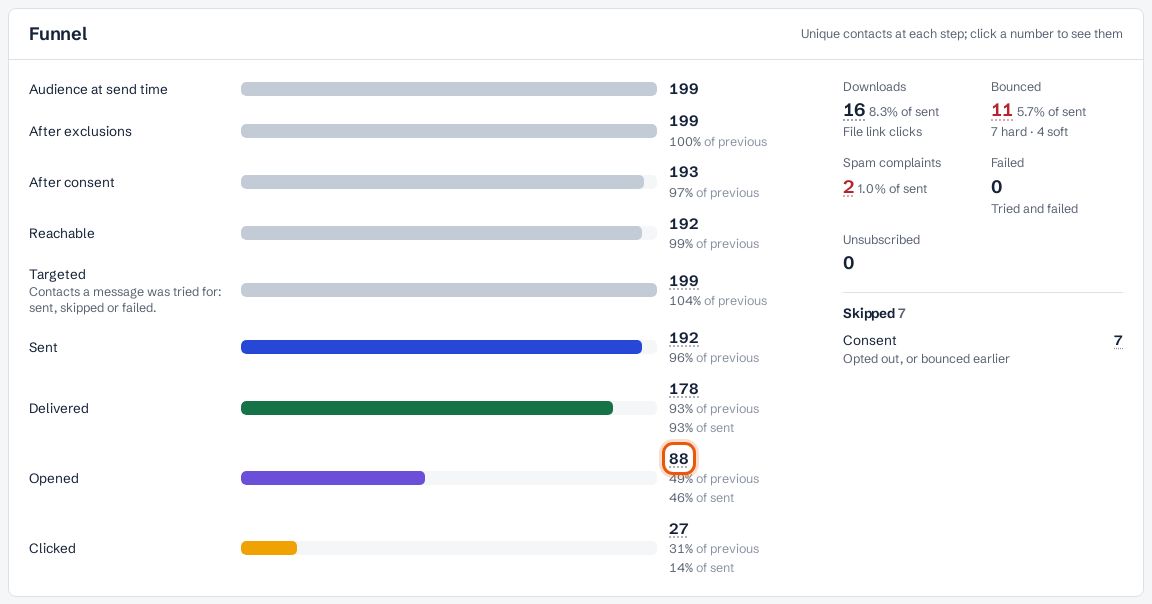 Funnel
Unique contacts at each step; click a number to see them
Audience at send time
199
After exclusions
199
100% of previous
After consent
193
97% of previous
Reachable
192
99% of previous
Targeted
Contacts a message was tried for:
sent, skipped or failed.
199
104% of previous
Sent
192
96% of previous
Delivered
178
93% of previous
93% of sent
Opened
88
49% of previous
46% of sent
Clicked
27
31% of previous
14% of sent
Downloads
16 8.3% of sent
File link clicks
Bounced
11 5.7% of sent
7 hard · 4 soft
Spam complaints
2 1.0% of sent
Failed
0
Tried and failed
Unsubscribed
0
Skipped 7
Consent 7
Opted out, or bounced earlier